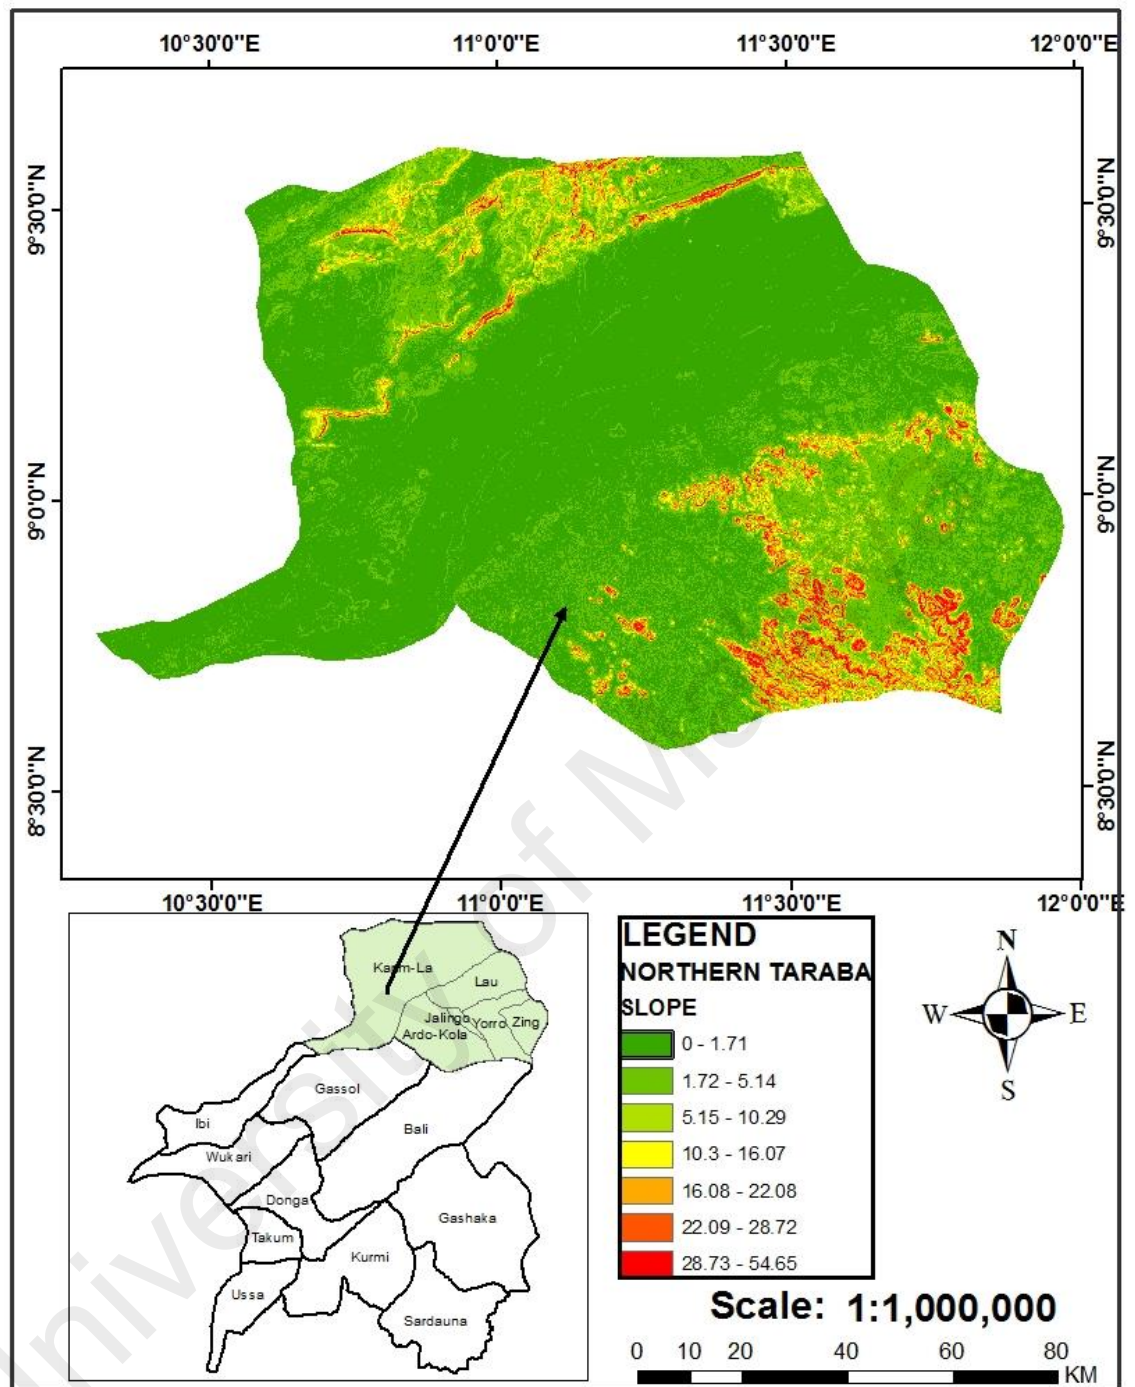 10°30'0"E 11°0'0"E 11°30'0"E 12°0'0"E
9°30'0"N 9°30'0"N
9°0'0"N 9°0'0"N
8°30'0"N 8°30'0"N
10°30'0"E 11°0'0"E 11°30'0"E 12°0'0"E
Karim-La
Lau
Jalingo
Yorro
Zing
Ardo-Kola
Gassol
Ibi
Bali
Wukari
Donga
Gashaka
Takum
Kurmi
Ussa
Sardauna
LEGEND
NORTHERN TARABA
SLOPE
0 - 1.71
1.72 - 5.14
5.15 - 10.29
10.3 - 16.07
16.08 - 22.08
22.09 - 28.72
28.73 - 54.65
N
W E
S
Scale: 1:1,000,000
0 10 20 40 60 80
KM
University of Ma